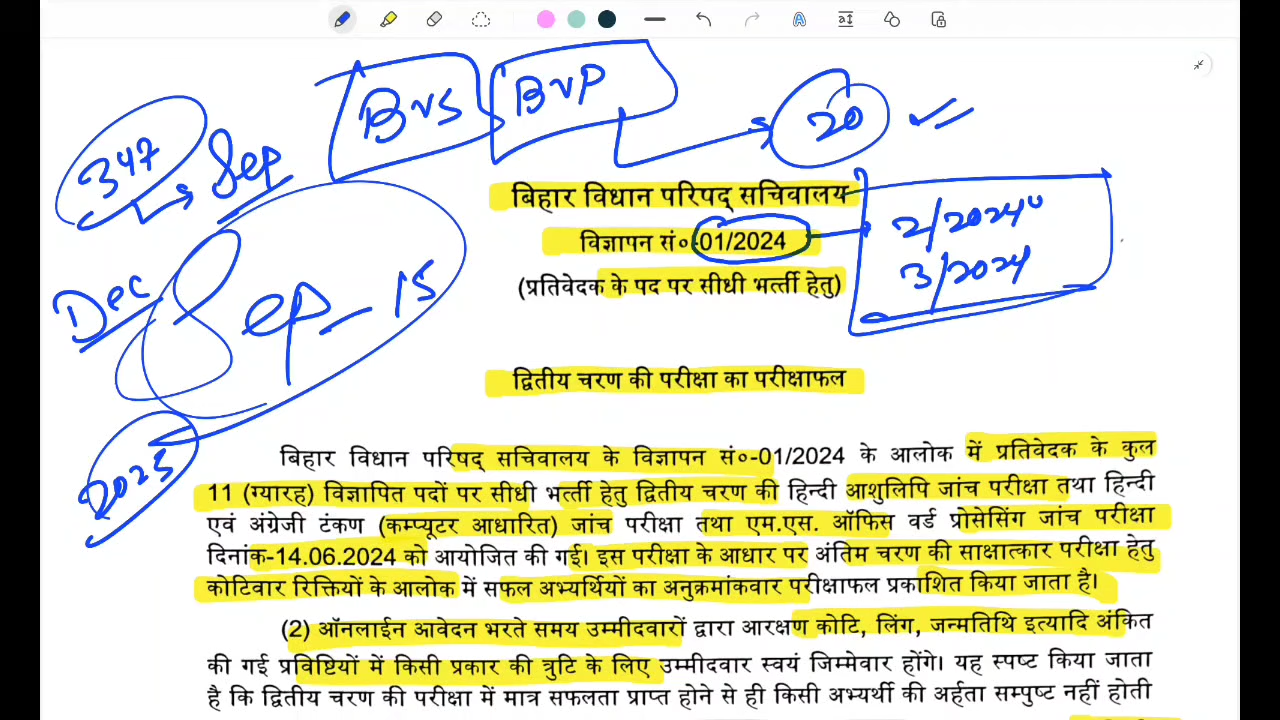 BVS BVP 20
347 Sep
बिहार विधान परिषद् सचिवालय
विज्ञापन सं०-01/2024
2/2024
3/2024
(प्रतिवेदक के पद पर सीधी भर्त्ती हेतु)
Dec Sep-15
2025
द्वितीय चरण की परीक्षा का परीक्षाफल
बिहार विधान परिषद् सचिवालय के विज्ञापन सं०-01/2024 के आलोक में प्रतिवेदक के कुल
11 (ग्यारह) विज्ञापित पदों पर सीधी भर्त्ती हेतु द्वितीय चरण की हिन्दी आशुलिपि जांच परीक्षा तथा हिन्दी
एवं अंग्रेजी टंकण (कम्प्यूटर आधारित) जांच परीक्षा तथा एम.एस. ऑफिस वर्ड प्रोसेसिंग जांच परीक्षा
दिनांक-14.06.2024 को आयोजित की गई। इस परीक्षा के आधार पर अंतिम चरण की साक्षात्कार परीक्षा हेतु
कोटिवार रिक्तियों के आलोक में सफल अभ्यर्थियों का अनुक्रमांकवार परीक्षाफल प्रकाशित किया जाता है।
(2) ऑनलाईन आवेदन भरते समय उम्मीदवारों द्वारा आरक्षण कोटि, लिंग, जन्मतिथि इत्यादि अंकित
की गई प्रविष्टियों में किसी प्रकार की त्रुटि के लिए उम्मीदवार स्वयं जिम्मेवार होंगे। यह स्पष्ट किया जाता
है कि द्वितीय चरण की परीक्षा में मात्र सफलता प्राप्त होने से ही किसी अभ्यर्थी की अर्हता सम्पुष्ट नहीं होती